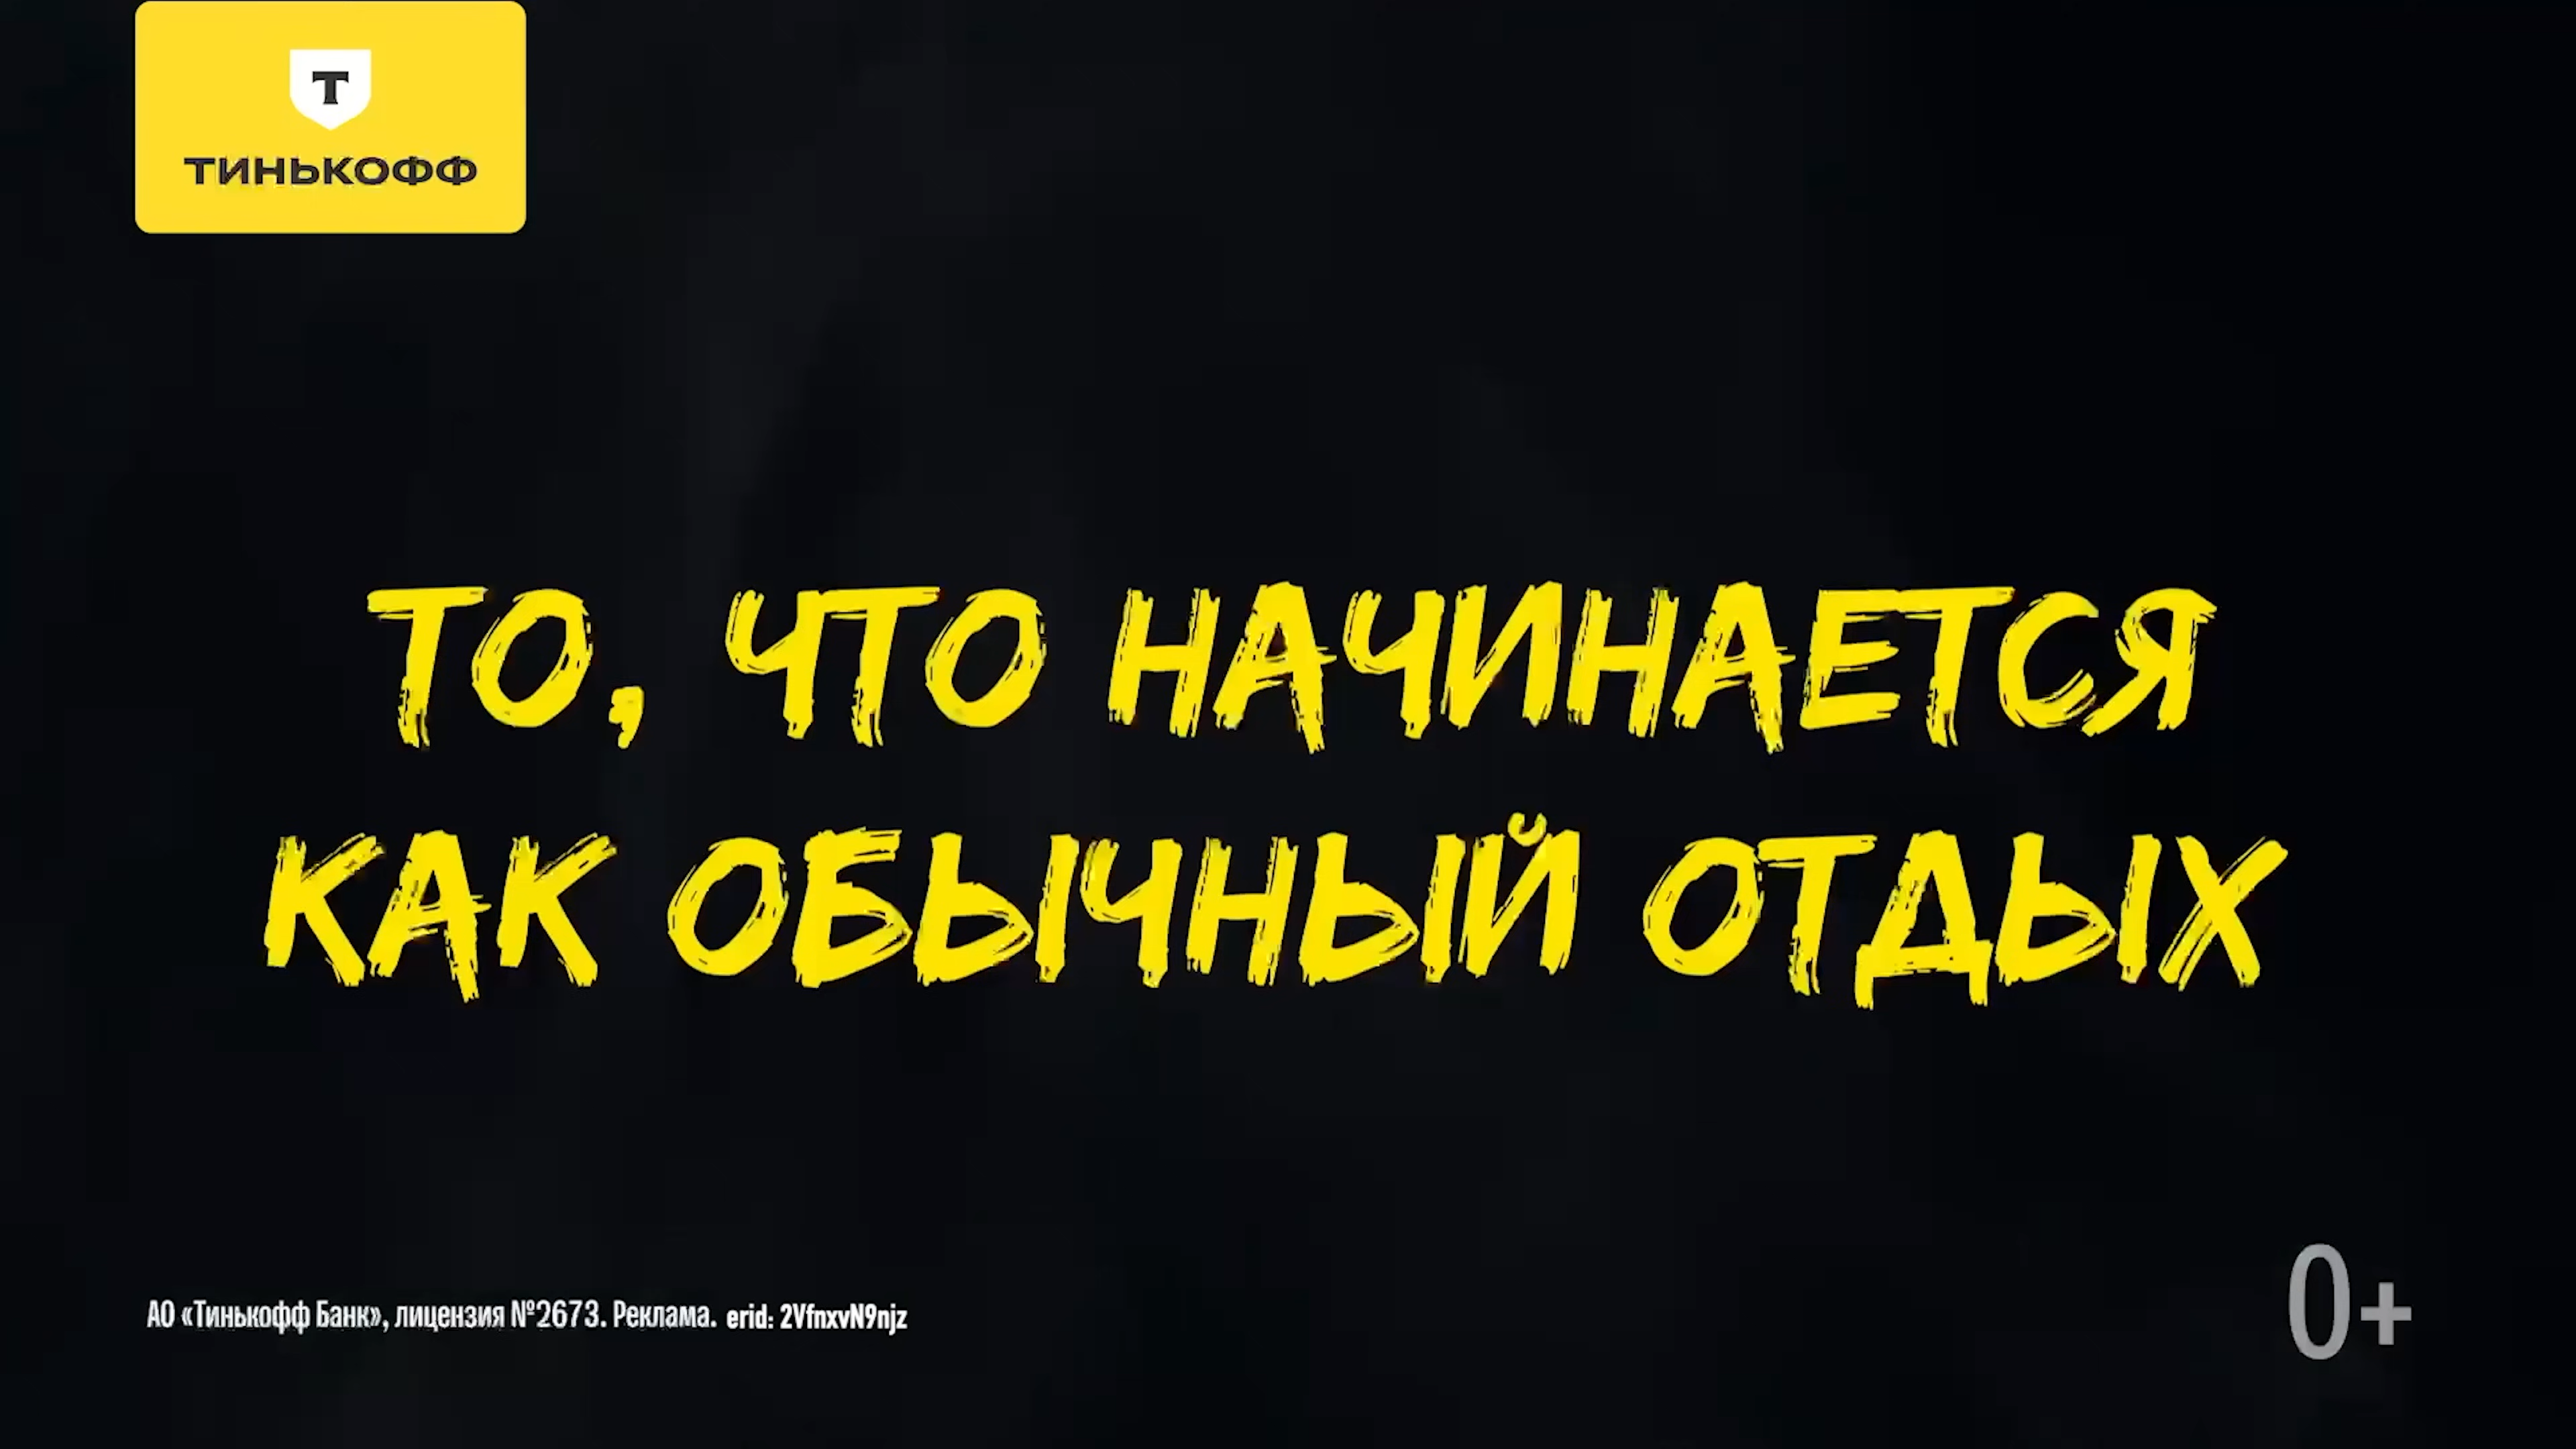 Т
ТИНЬКОФФ
ТО, ЧТО НАЧИНАЕТСЯ
КАК ОБЫЧНЫЙ ОТДЫХ
АО «Тинькофф Банк», лицензия №2673. Реклама. erid: 2VfnxvN9njz
0+